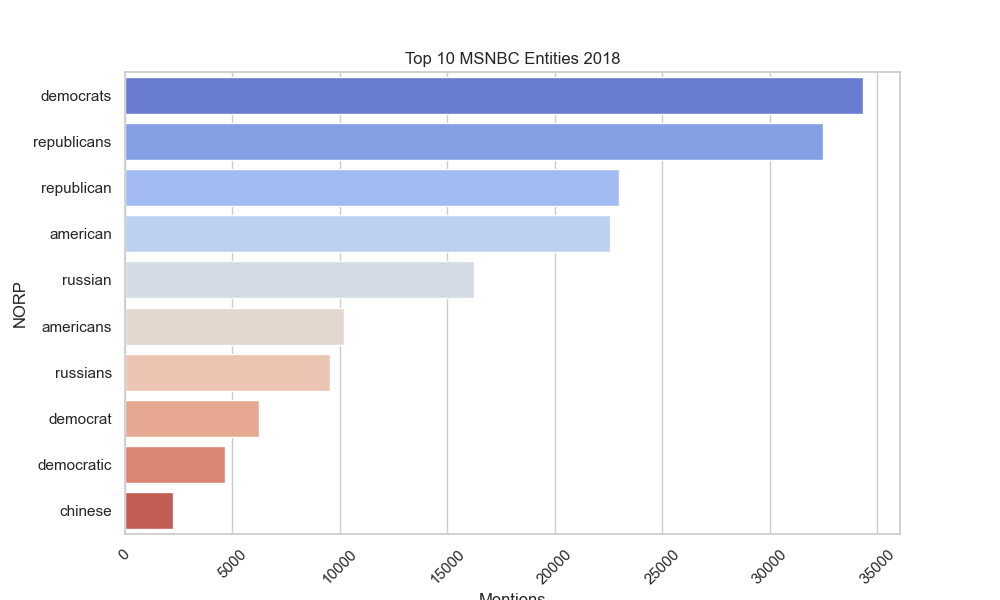 Top 10 MSNBC Entities 2018
democrats
republicans
republican
american
russian
americans
russians
democrat
democratic
chinese
NORP
0
5000
10000
15000
20000
25000
30000
35000
Mentions